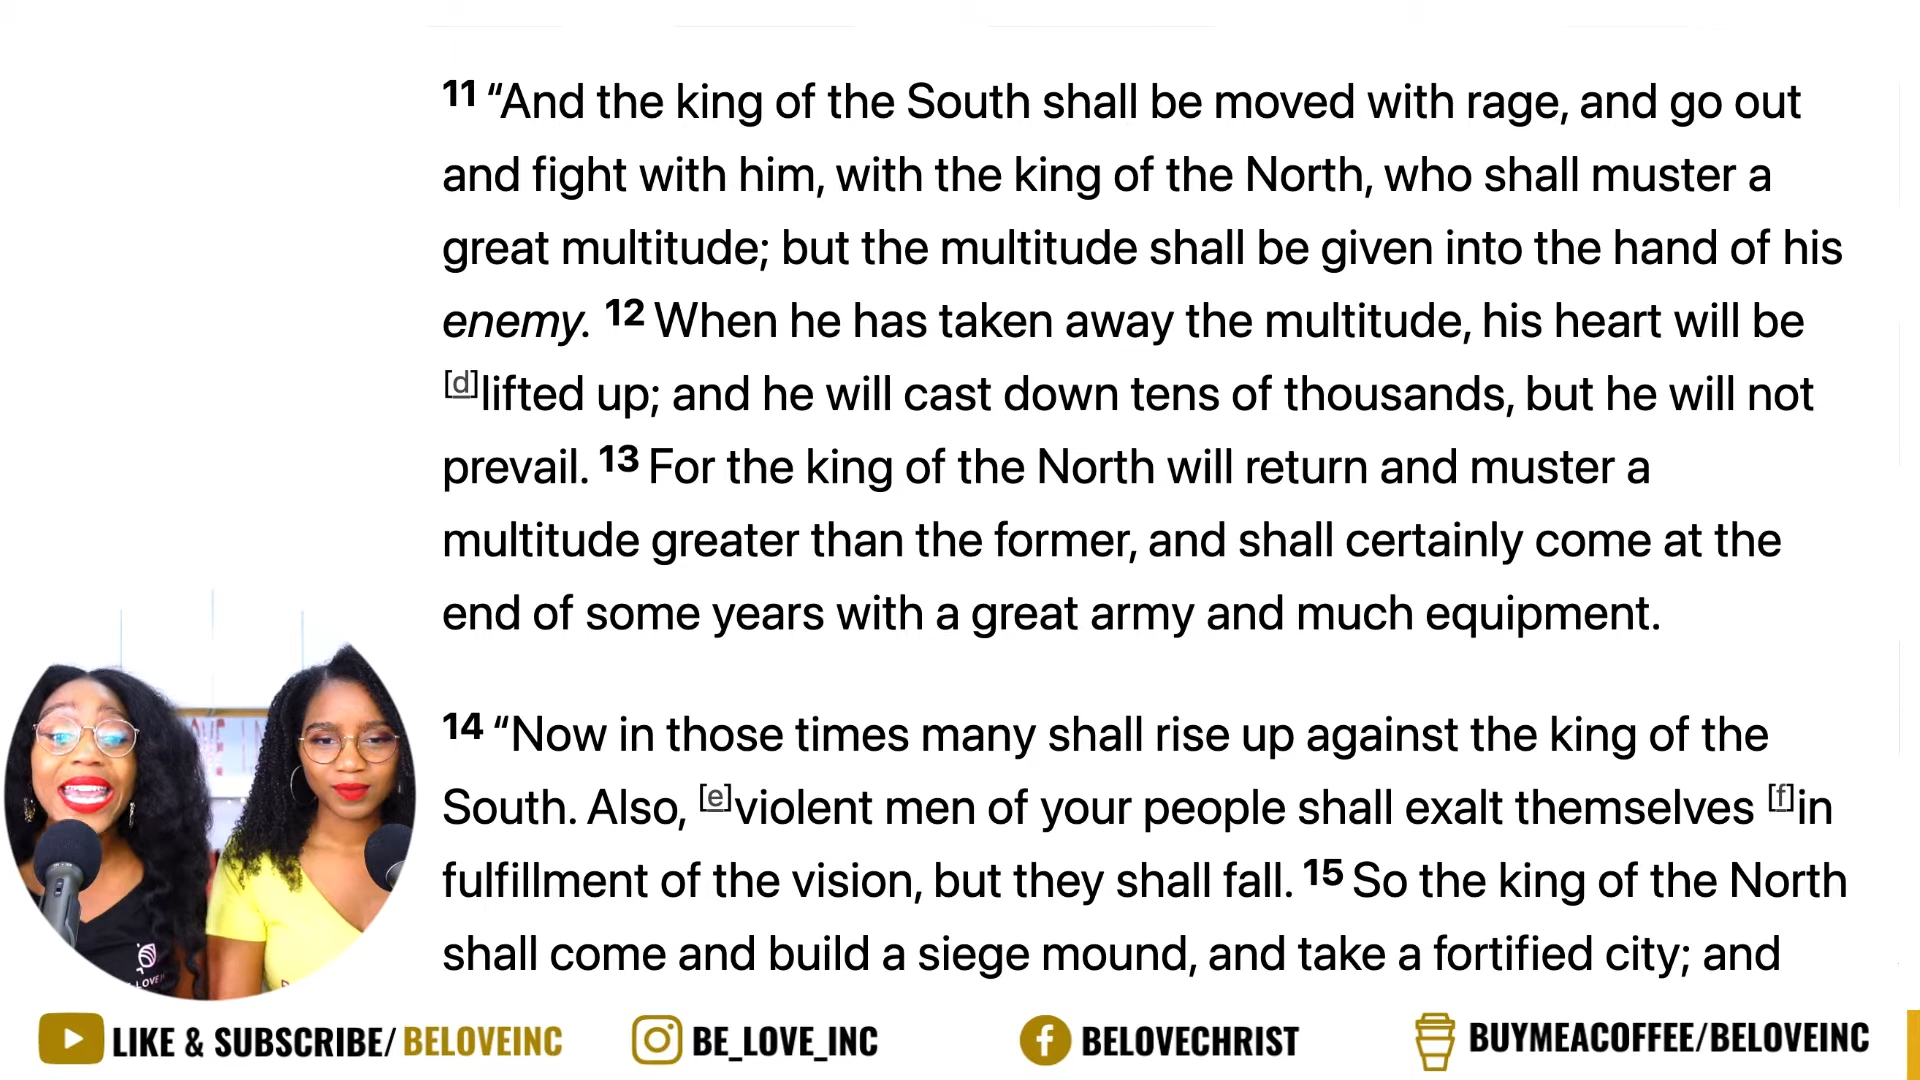 11 “And the king of the South shall be moved with rage, and go out
and fight with him, with the king of the North, who shall muster a
great multitude; but the multitude shall be given into the hand of his
enemy. 12 When he has taken away the multitude, his heart will be
[d]lifted up; and he will cast down tens of thousands, but he will not
prevail. 13 For the king of the North will return and muster a
multitude greater than the former, and shall certainly come at the
end of some years with a great army and much equipment.
14 “Now in those times many shall rise up against the king of the
South. Also, [e]violent men of your people shall exalt themselves [f]in
fulfillment of the vision, but they shall fall. 15 So the king of the North
shall come and build a siege mound, and take a fortified city; and
LIKE & SUBSCRIBE/ BELOVEINC
BE_LOVE_INC
BELOVECHRIST
BUYMEACOFFEE/BELOVEINC